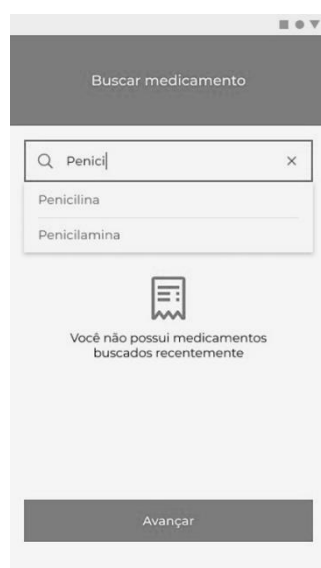 Buscar medicamento
Penici
Penicilina
Penicilamina
Você não possui medicamentos
buscados recentemente
Avançar